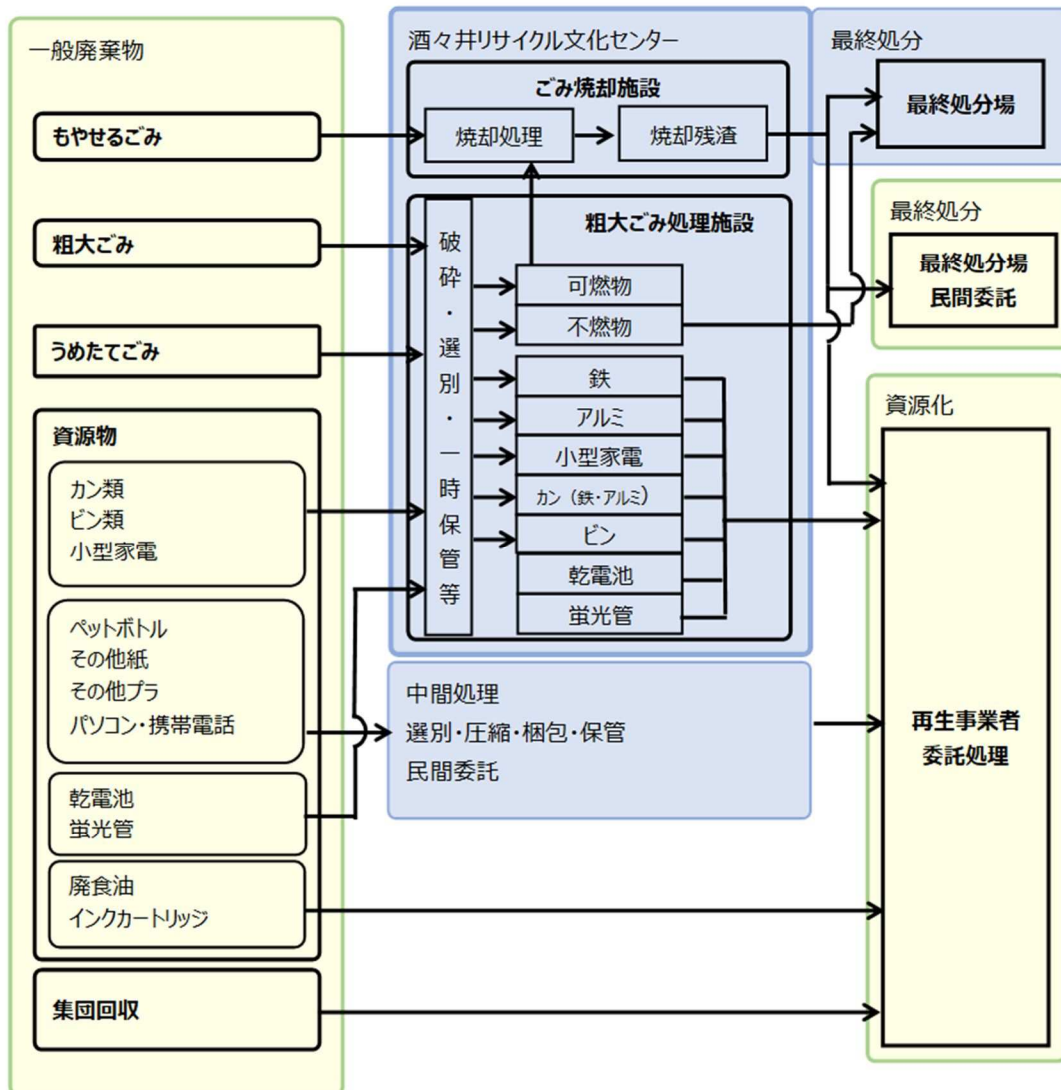 一般廃棄物
もやせるごみ
粗大ごみ
うめたてごみ
資源物
カン類
ビン類
小型家電
ペットボトル
その他紙
その他プラ
パソコン・携帯電話
乾電池
蛍光管
廃食油
インクカートリッジ
集団回収
酒々井リサイクル文化センター
ごみ焼却施設
焼却処理
焼却残渣
粗大ごみ処理施設
破砕・選別・一時保管等
可燃物
不燃物
鉄
アルミ
小型家電
カン（鉄・アルミ）
ビン
乾電池
蛍光管
中間処理
選別・圧縮・梱包・保管
民間委託
最終処分
最終処分場
最終処分
最終処分場
民間委託
資源化
再生事業者
委託処理